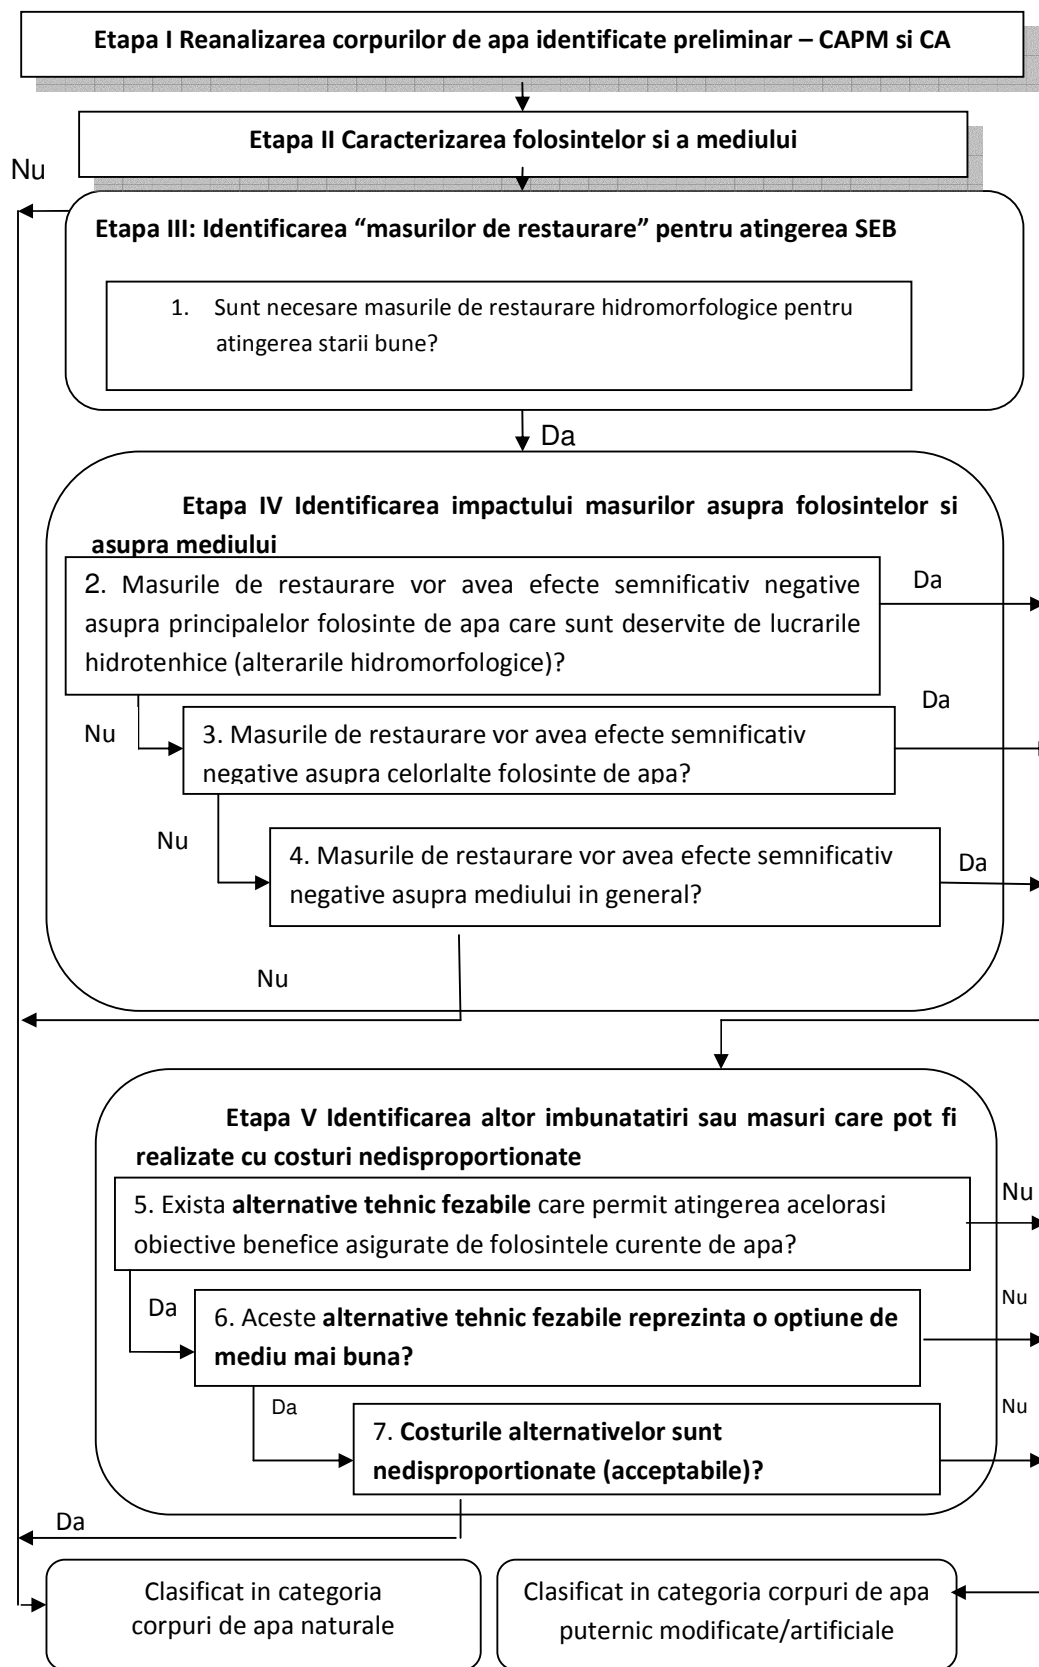 Etapa I Reanalizarea corpurilor de apa identificate preliminar – CAPM si CA
Etapa II Caracterizarea folosintelor si a mediului
Nu
Etapa III: Identificarea “masurilor de restaurare” pentru atingerea SEB
1. Sunt necesare masurile de restaurare hidromorfologice pentru
atingerea starii bune?
Da
Etapa IV Identificarea impactului masurilor asupra folosintelor si
asupra mediului
2. Masurile de restaurare vor avea efecte semnificativ negative
asupra principalelor folosinte de apa care sunt deservite de lucrarile
hidrotenhice (alterarile hidromorfologice)?
Da
Nu
3. Masurile de restaurare vor avea efecte semnificativ
negative asupra celorlalte folosinte de apa?
Da
Nu
4. Masurile de restaurare vor avea efecte semnificativ
negative asupra mediului in general?
Da
Nu
Etapa V Identificarea altor imbunatatiri sau masuri care pot fi
realizate cu costuri nedisproportionate
5. Exista alternative tehnic fezabile care permit atingerea acelorasi
obiective benefice asigurate de folosintele curente de apa?
Nu
Da
6. Aceste alternative tehnic fezabile reprezinta o optiune de
mediu mai buna?
Nu
Da
7. Costurile alternativelor sunt
nedisproportionate (acceptabile)?
Nu
Da
Clasificat in categoria
corpuri de apa naturale
Clasificat in categoria corpuri de apa
puternic modificate/artificiale